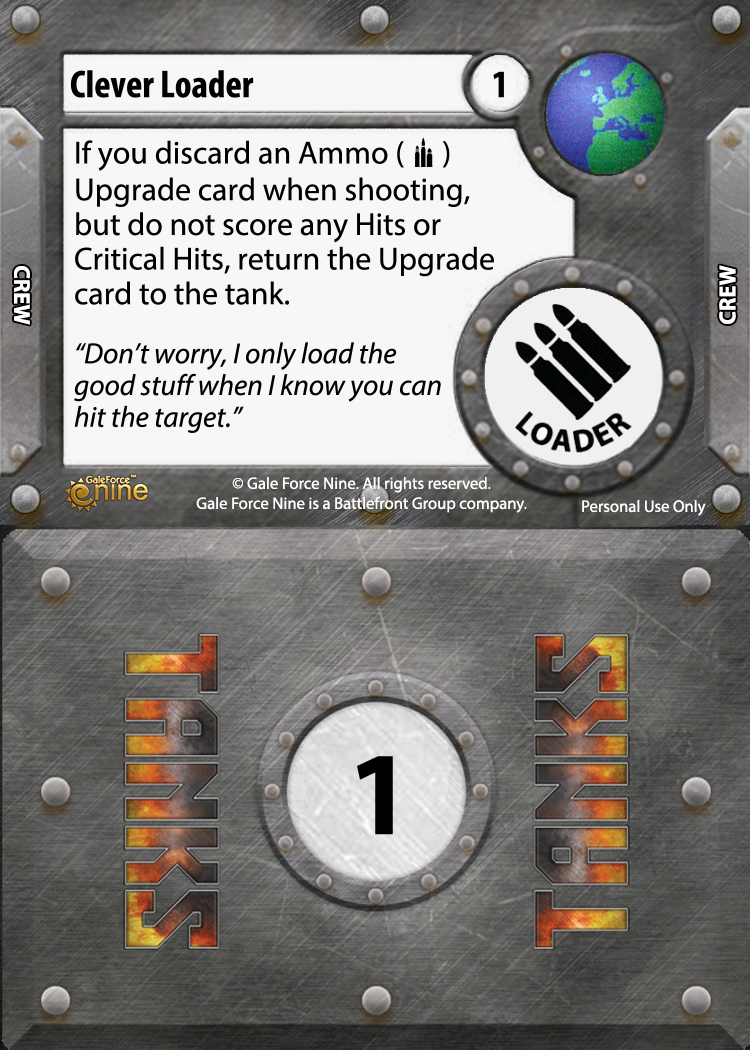 Clever Loader
1
If you discard an Ammo ( )
Upgrade card when shooting,
but do not score any Hits or
Critical Hits, return the Upgrade
card to the tank.
“Don’t worry, I only load the
good stuff when I know you can
hit the target.”
CREW
CREW
LOADER
GaleForce™
nine
© Gale Force Nine. All rights reserved.
Gale Force Nine is a Battlefront Group company.
Personal Use Only
TANKS
1
TANKS